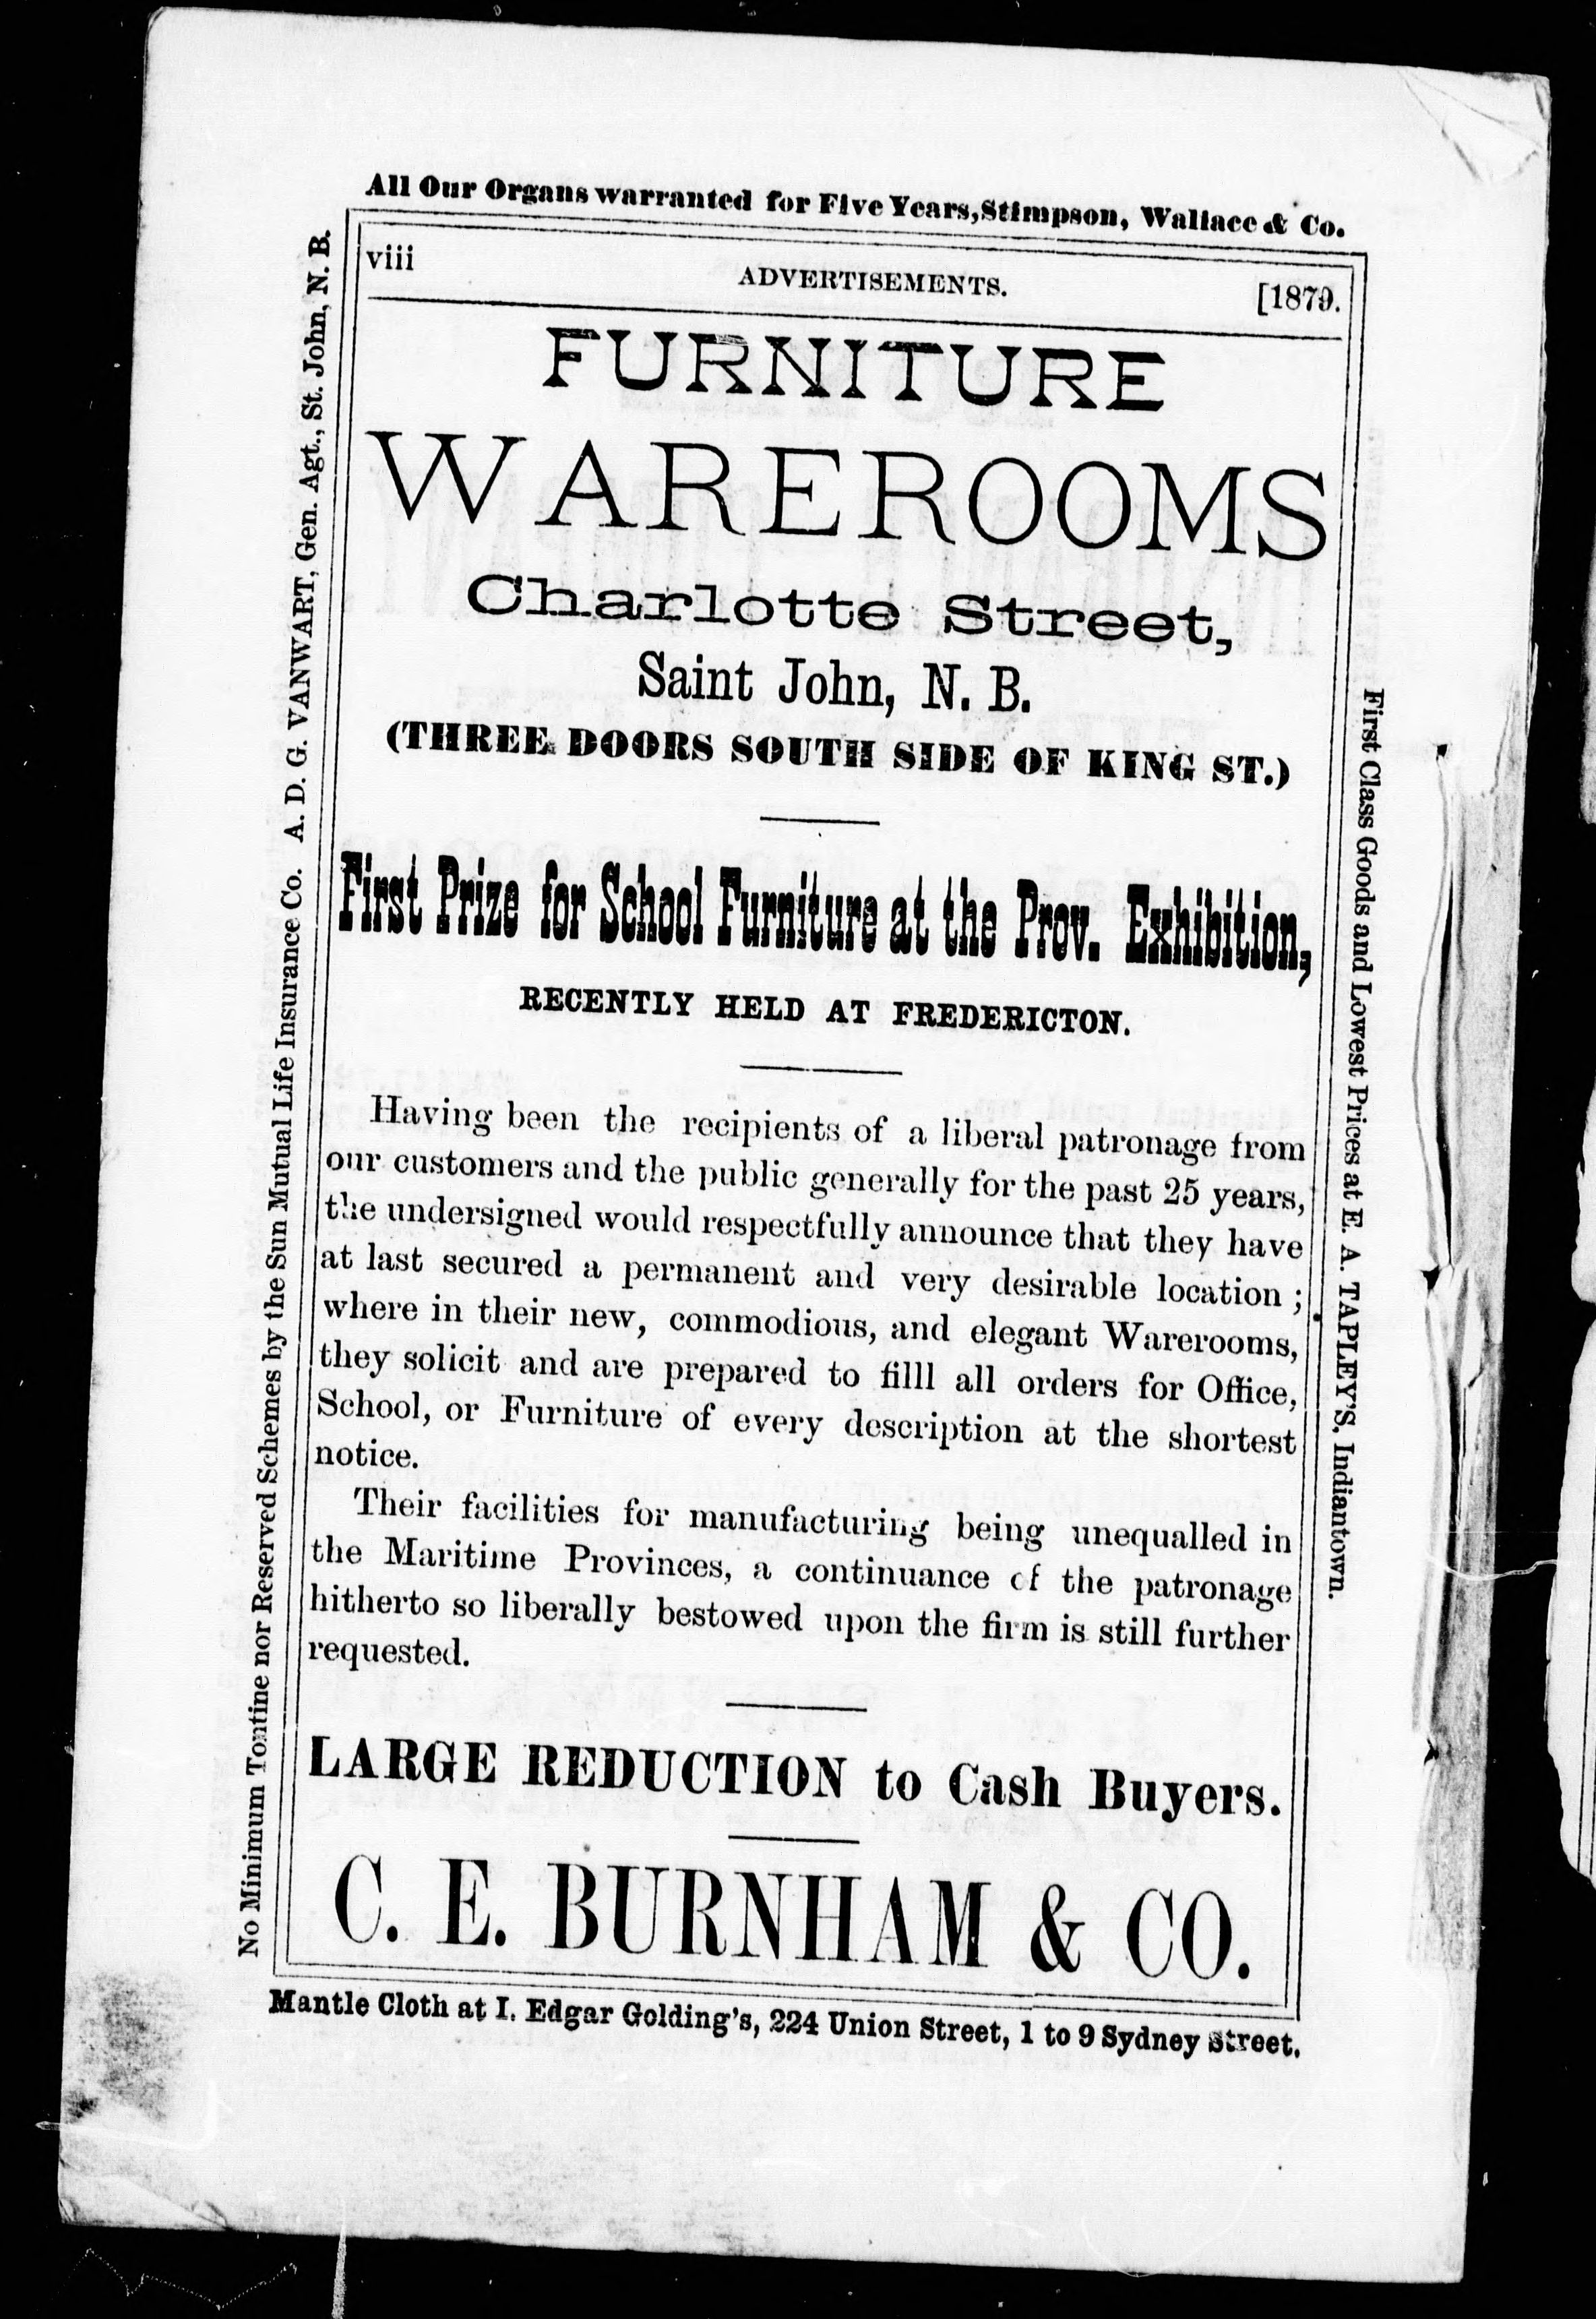 All Our Organs warranted for Five Years, Stimpson, Wallace & Co.
viii ADVERTISEMENTS. [1879.
FURNITURE
WAREROOMS
Charlotte Street,
Saint John, N. B.
(THREE DOORS SOUTH SIDE OF KING ST.)
First Prize for School Furniture at the Prov. Exhibition,
RECENTLY HELD AT FREDERICTON.
Having been the recipients of a liberal patronage from
our customers and the public generally for the past 25 years,
the undersigned would respectfully announce that they have
at last secured a permanent and very desirable location ;
where in their new, commodious, and elegant Warerooms,
they solicit and are prepared to filll all orders for Office,
School, or Furniture of every description at the shortest
notice.
Their facilities for manufacturing being unequalled in
the Maritime Provinces, a continuance of the patronage
hitherto so liberally bestowed upon the firm is still further
requested.
LARGE REDUCTION to Cash Buyers.
C. E. BURNHAM & CO.
Mantle Cloth at I. Edgar Golding's, 224 Union Street, 1 to 9 Sydney Street.
No Minimum Tontine nor Reserved Schemes by the Sun Mutual Life Insurance Co. A. D. G. VANWART, Gen. Agt., St. John, N. B.
First Class Goods and Lowest Prices at E. A. TAPLEY'S, Indiantown.